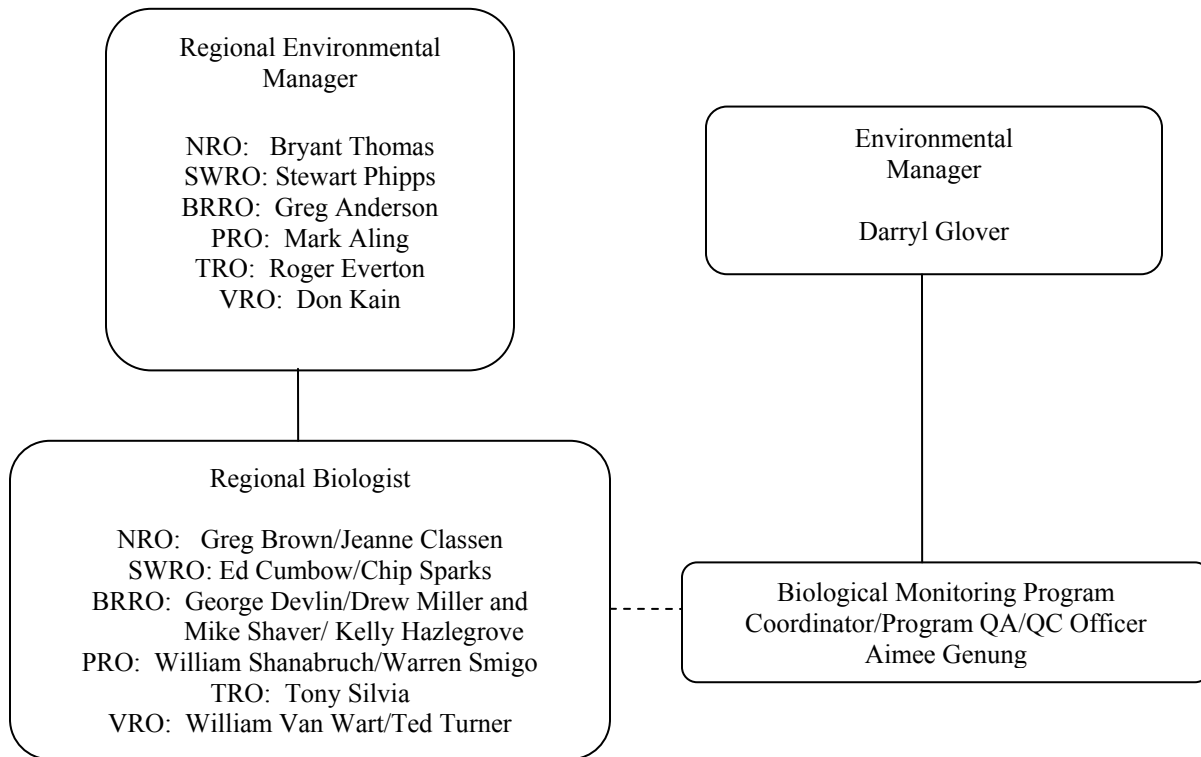 Regional Environmental
Manager
NRO: Bryant Thomas
SWRO: Stewart Phipps
BRRO: Greg Anderson
PRO: Mark Aling
TRO: Roger Everton
VRO: Don Kain
Environmental
Manager
Darryl Glover
Regional Biologist
NRO: Greg Brown/Jeanne Classen
SWRO: Ed Cumbow/Chip Sparks
BRRO: George Devlin/Drew Miller and
Mike Shaver/ Kelly Hazlegrove
PRO: William Shanabruch/Warren Smigo
TRO: Tony Silvia
VRO: William Van Wart/Ted Turner
Biological Monitoring Program
Coordinator/Program QA/QC Officer
Aimee Genung